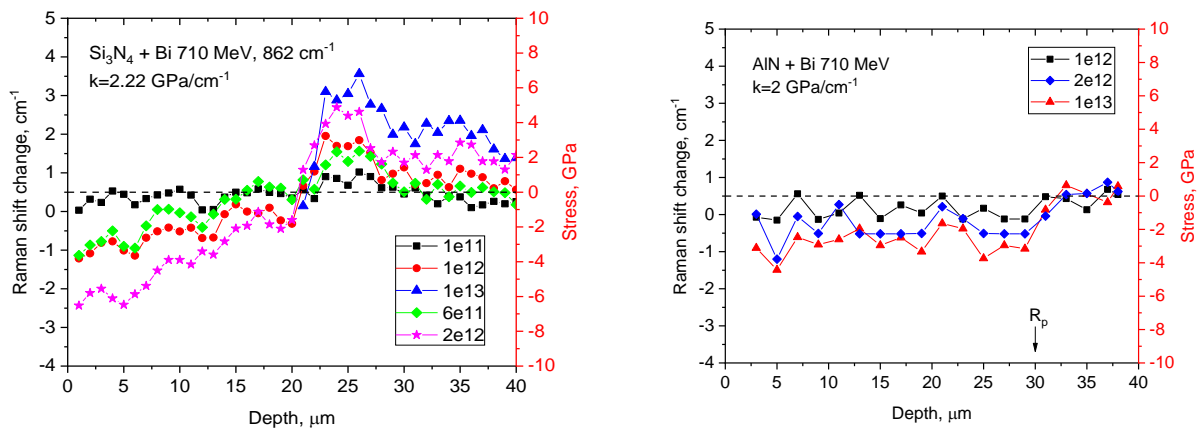 Si3N4 + Bi 710 MeV, 862 cm-1
k=2.22 GPa/cm-1
Raman shift change, cm-1
5
4
3
2
1
0
-1
-2
-3
-4
10
8
6
4
2
0
-2
-4
-6
-8
-10
Stress, GPa
1e11
1e12
1e13
6e11
2e12
0 5 10 15 20 25 30 35 40
Depth, μm
AlN + Bi 710 MeV
k=2 GPa/cm-1
1e12
2e12
1e13
Raman shift change, cm-1
5
4
3
2
1
0
-1
-2
-3
-4
10
8
6
4
2
0
-2
-4
-6
-8
-10
Stress, GPa
Rp
0 5 10 15 20 25 30 35 40
Depth, μm